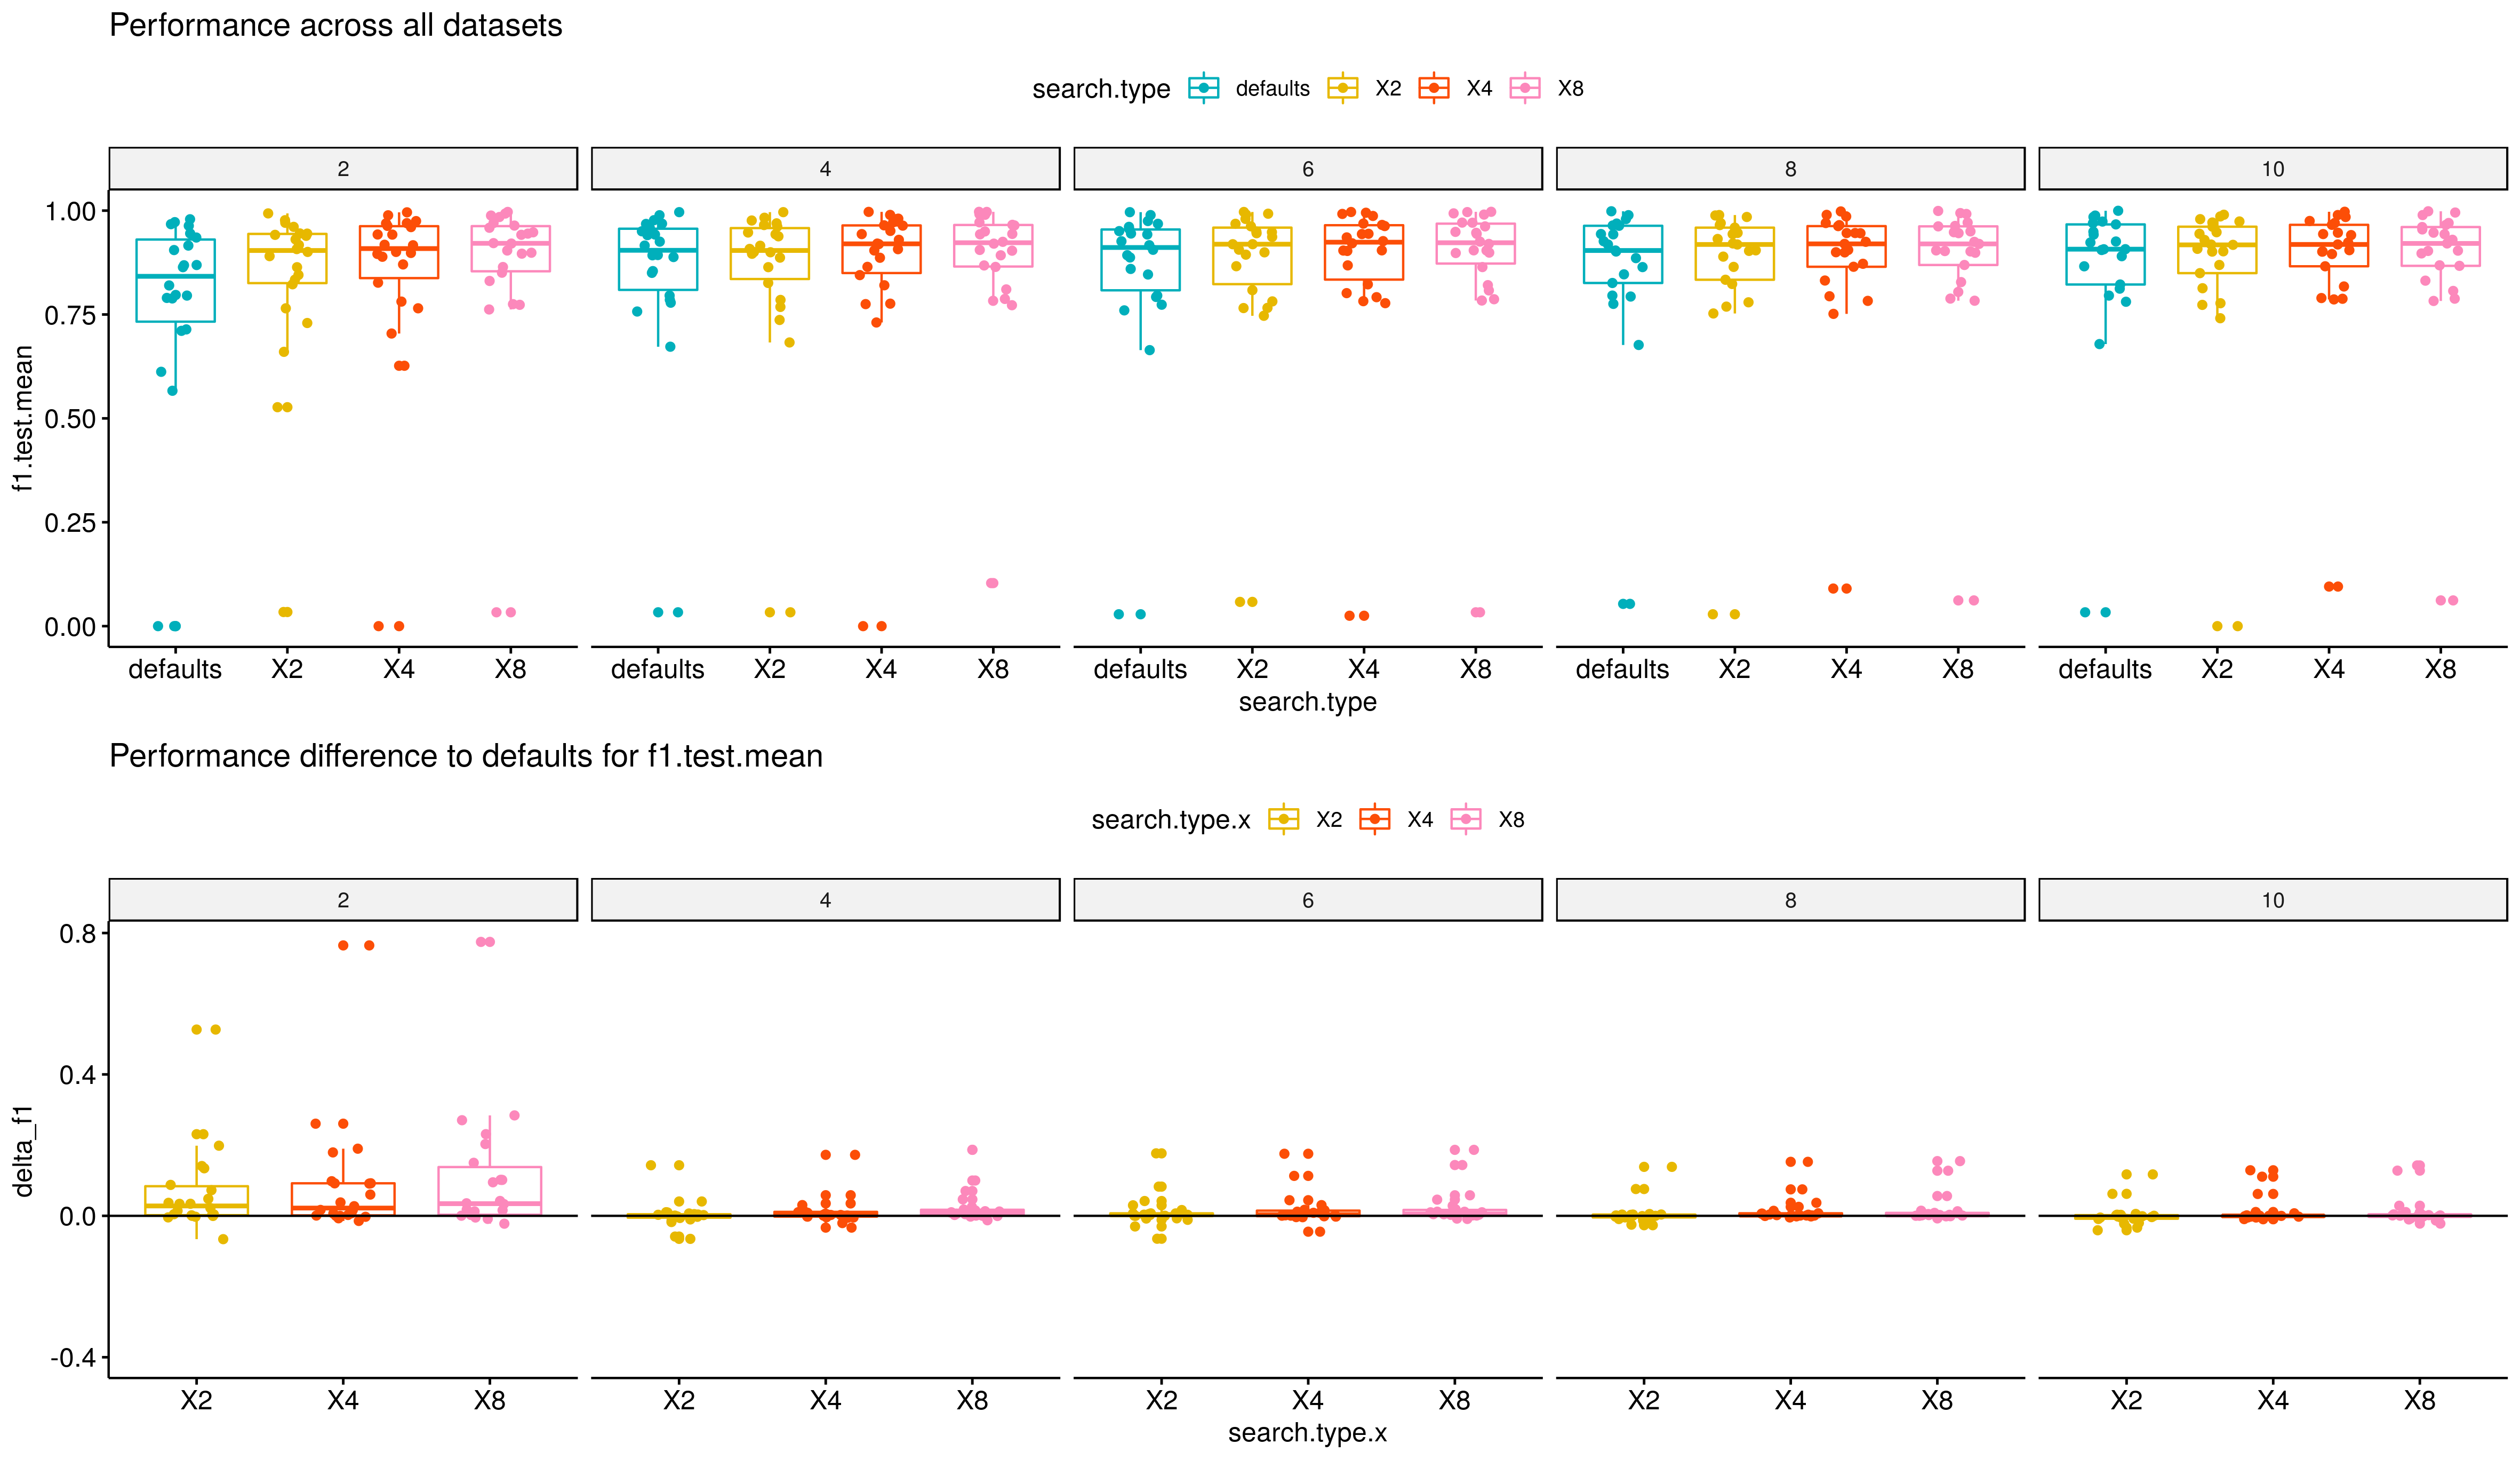 Performance across all datasets
search.type defaults X2 X4 X8
2 4 6 8 10
1.00
0.75
0.50
0.25
0.00
f1.test.mean
defaults X2 X4 X8 defaults X2 X4 X8 defaults X2 X4 X8 defaults X2 X4 X8 defaults X2 X4 X8
search.type
Performance difference to defaults for f1.test.mean
search.type.x X2 X4 X8
2 4 6 8 10
0.8
0.4
0.0
-0.4
delta_f1
X2 X4 X8 X2 X4 X8 X2 X4 X8 X2 X4 X8 X2 X4 X8
search.type.x